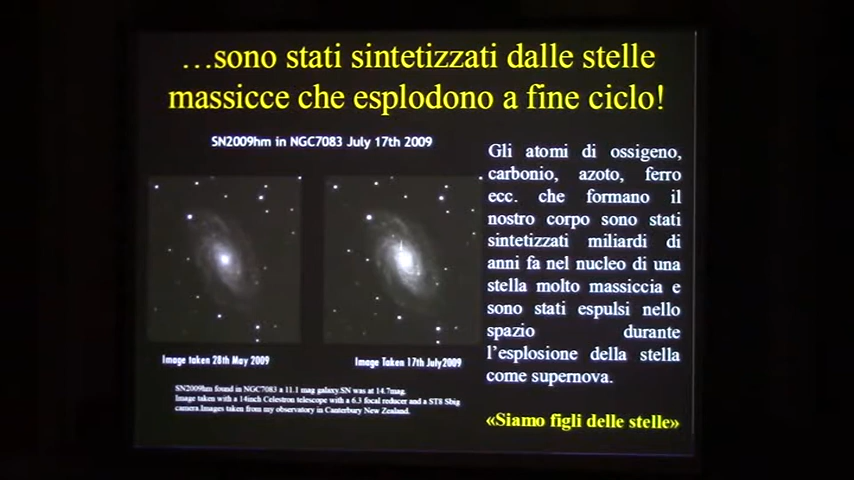 …sono stati sintetizzati dalle stelle
massicce che esplodono a fine ciclo!
SN2009hm in NGC7083 July 17th 2009
Image taken 28th May 2009
Image Taken 17th July2009
SN2009hm found in NGC7083 a 11.1 mag galaxy.SN was at 14.7mag.
Image taken with a 14inch Celestron telescope with a 6.3 focal reducer and a ST8 Sbig
camera.Images taken from my observatory in Canterbury New Zealand.
Gli atomi di ossigeno,
carbonio, azoto, ferro
ecc. che formano il
nostro corpo sono stati
sintetizzati miliardi di
anni fa nel nucleo di una
stella molto massiccia e
sono stati espulsi nello
spazio durante
l’esplosione della stella
come supernova.
«Siamo figli delle stelle»